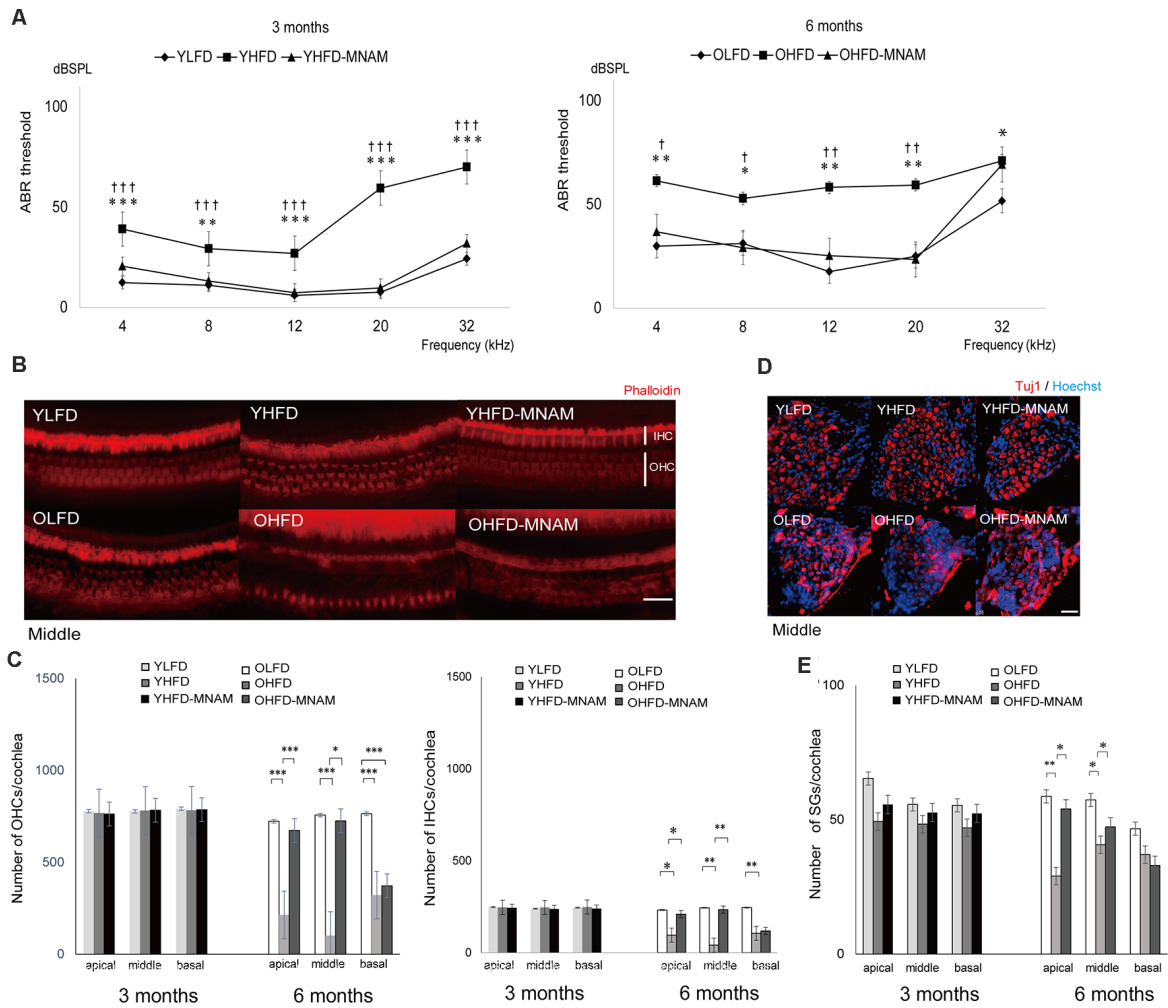 A
3 months
YLFD YHFD YHFD-MNAM
dBSPL
ABR threshold
100
50
0
††† ††† ††† ††† †††
*** ** *** *** ***
4 8 12 20 32
Frequency (kHz)
6 months
OLFD OHFD OHFD-MNAM
dBSPL
ABR threshold
100
50
0
† † †† †† *
** * ** **
4 8 12 20 32
Frequency (kHz)
B
Phalloidin
YLFD YHFD YHFD-MNAM
IHC
OHC
OLFD OHFD OHFD-MNAM
Middle
D
Tuj1 / Hoechst
YLFD YHFD YHFD-MNAM
OLFD OHFD OHFD-MNAM
Middle
C
YLFD OLFD
YHFD OHFD
YHFD-MNAM OHFD-MNAM
Number of OHCs/cochlea
1500
1000
500
0
*** * ***
*** *** ***
apical middle basal apical middle basal
3 months 6 months
YLFD OLFD
YHFD OHFD
YHFD-MNAM OHFD-MNAM
Number of IHCs/cochlea
1500
1000
500
0
* **
* ** **
apical middle basal apical middle basal
3 months 6 months
E
YLFD OLFD
YHFD OHFD
YHFD-MNAM OHFD-MNAM
Number of SGs/cochlea
100
50
0
* *
** *
apical middle basal apical middle basal
3 months 6 months